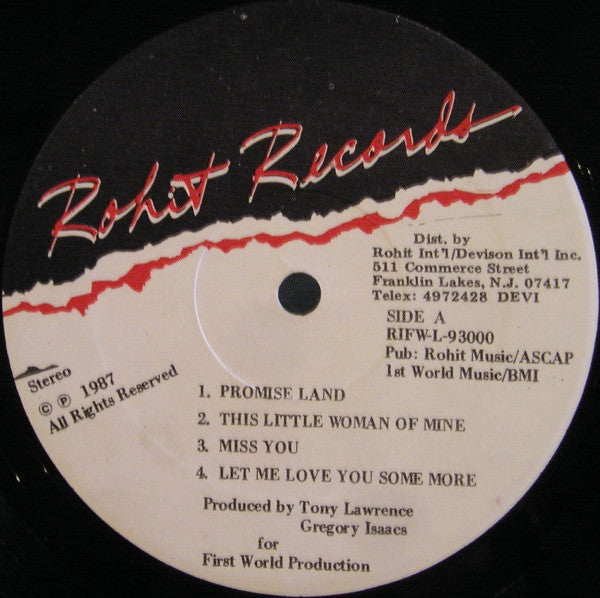 Rohit Records
Dist. by
Rohit Int'l/Devison Int'l Inc.
511 Commerce Street
Franklin Lakes, N.J. 07417
Telex: 4972428 DEVI
SIDE A
RIFW-L-93000
Pub: Rohit Music/ASCAP
1st World Music/BMI
Stereo
© ℗ 1987
All Rights Reserved
1. PROMISE LAND
2. THIS LITTLE WOMAN OF MINE
3. MISS YOU
4. LET ME LOVE YOU SOME MORE
Produced by Tony Lawrence
Gregory Isaacs
for
First World Production